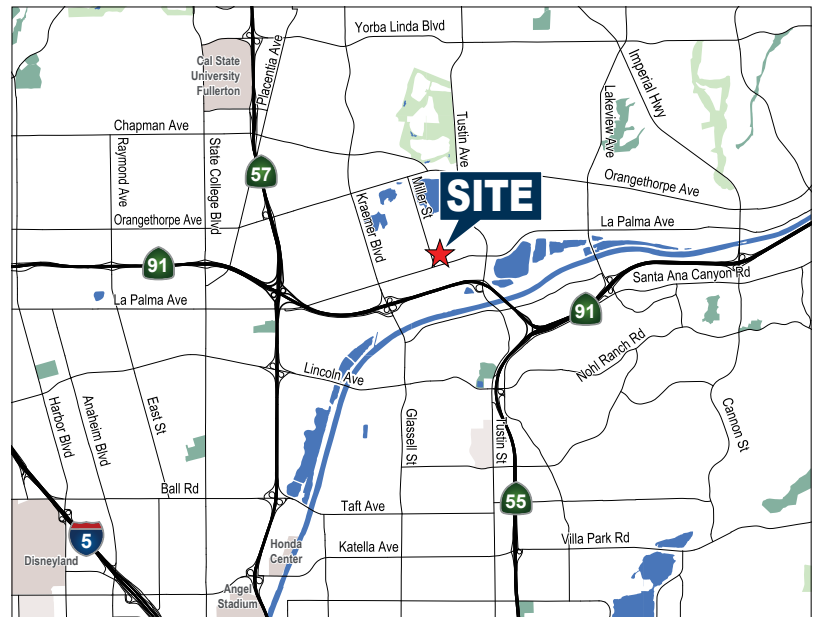 Yorba Linda Blvd
Cal State
University
Fullerton
Placentia Ave
Imperial Hwy
Lakeview Ave
Tustin Ave
Chapman Ave
Raymond Ave
State College Blvd
57
Orangethorpe Ave
Miller St
SITE
Kraemer Blvd
Orangethorpe Ave
La Palma Ave
91
Santa Ana Canyon Rd
La Palma Ave
91
Nohl Ranch Rd
Lincoln Ave
Harbor Blvd
Anaheim Blvd
East St
Glassell St
Tustin St
Cannon St
Ball Rd
Taft Ave
55
5
Disneyland
Honda
Center
Katella Ave
Villa Park Rd
Angel
Stadium